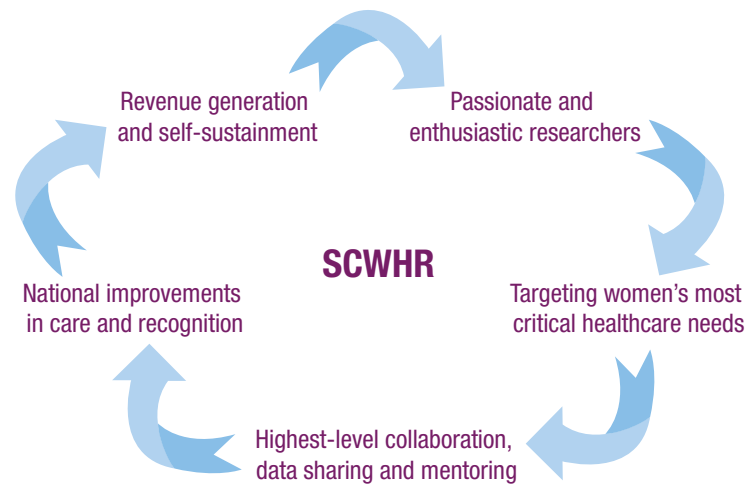 Revenue generation
and self-sustainment
Passionate and
enthusiastic researchers
SCWHR
National improvements
in care and recognition
Targeting women’s most
critical healthcare needs
Highest-level collaboration,
data sharing and mentoring